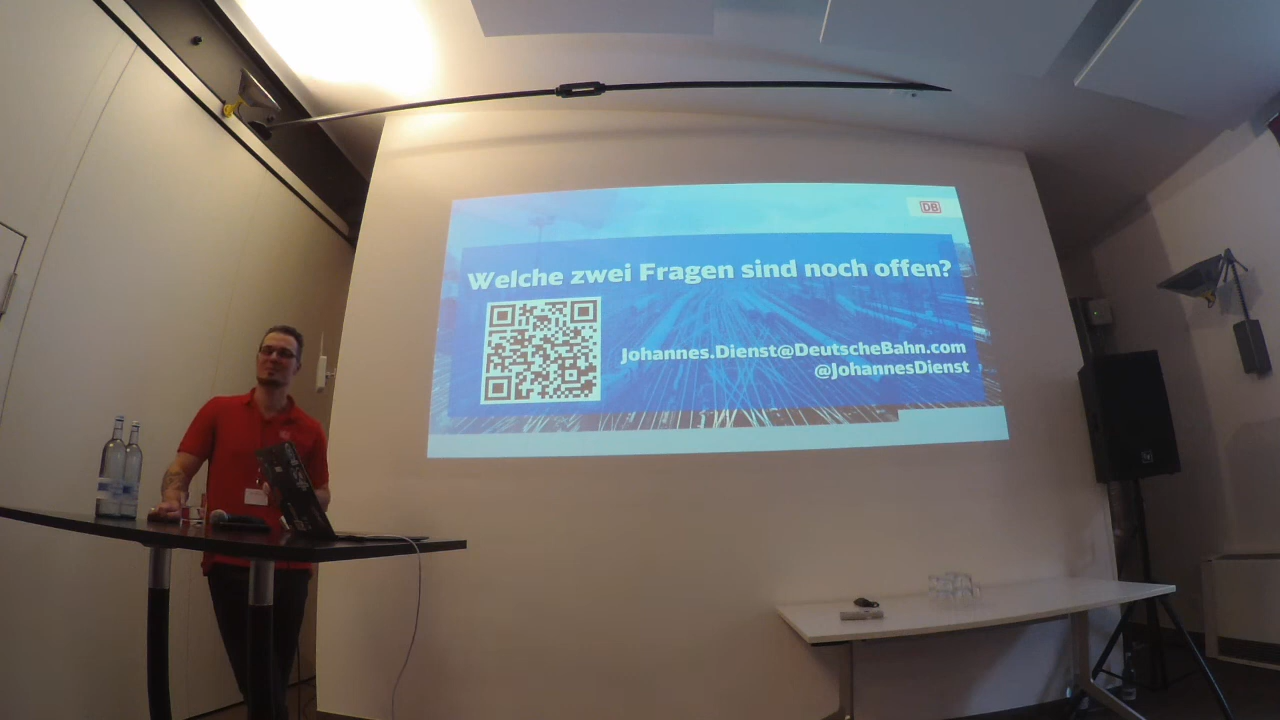 DB
Welche zwei Fragen sind noch offen?
Johannes.Dienst@DeutscheBahn.com
@JohannesDienst